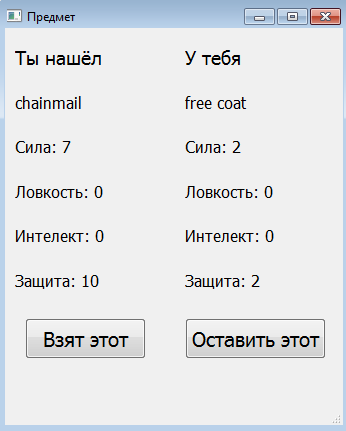 Предмет
Ты нашёл У тебя
chainmail free coat
Сила: 7 Сила: 2
Ловкость: 0 Ловкость: 0
Интелект: 0 Интелект: 0
Защита: 10 Защита: 2
Взят этот Оставить этот